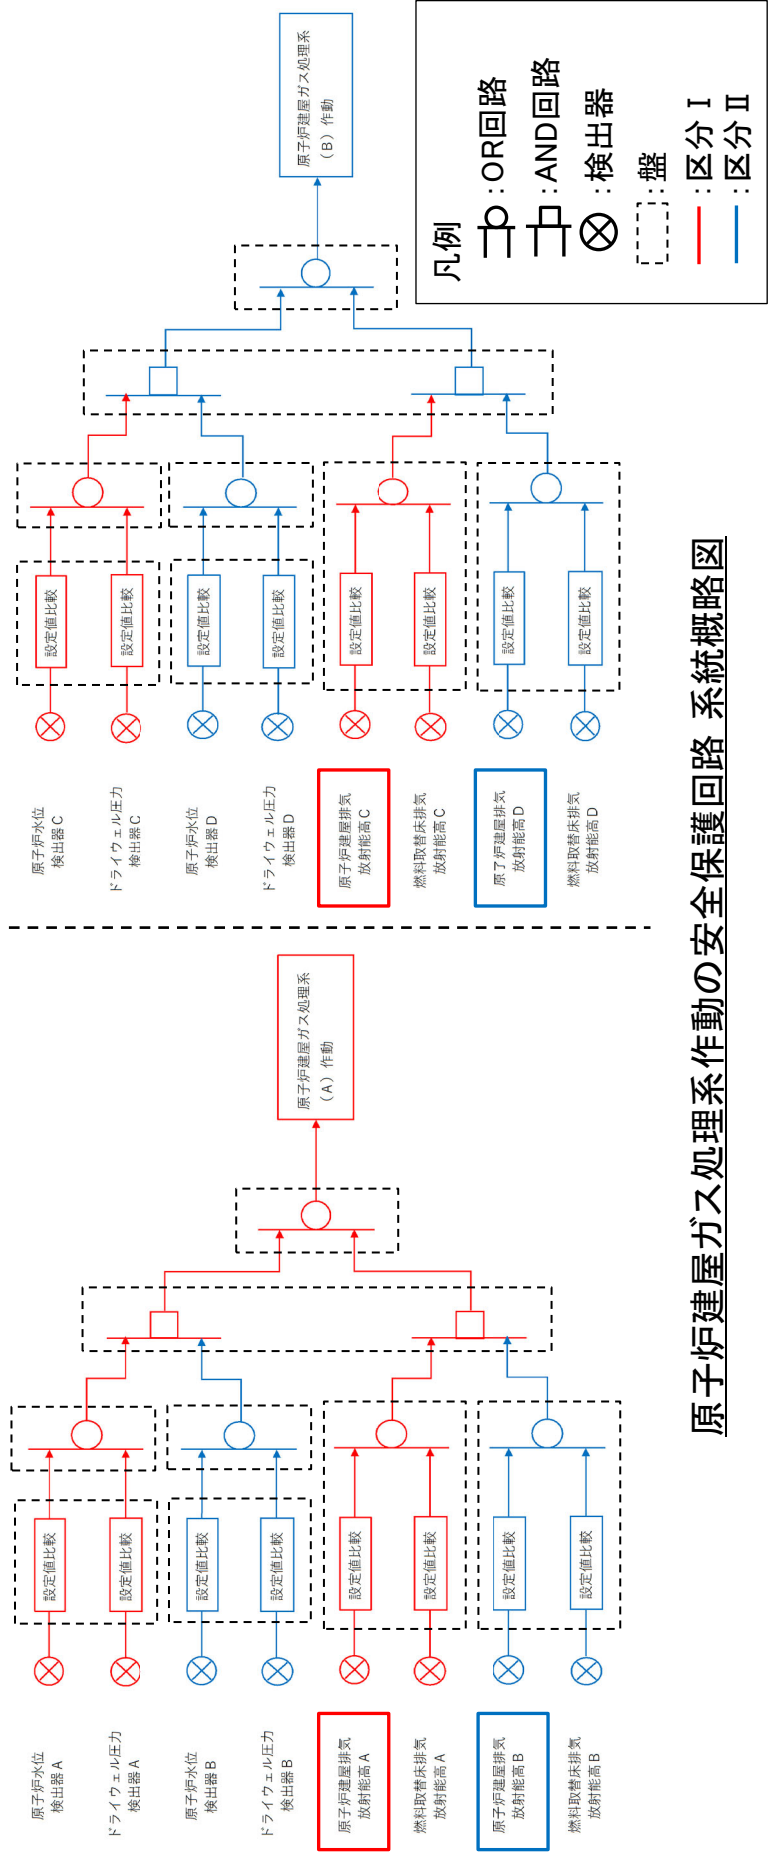 原子炉水位
検出器A
設定値比較
ドライウェル圧力
検出器A
設定値比較
原子炉水位
検出器B
設定値比較
ドライウェル圧力
検出器B
設定値比較
原子炉建屋排気
放射能高A
設定値比較
燃料取替床排気
放射能高A
設定値比較
原子炉建屋排気
放射能高B
設定値比較
燃料取替床排気
放射能高B
設定値比較
原子炉建屋ガス処理系
(A)作動
原子炉水位
検出器C
設定値比較
ドライウェル圧力
検出器C
設定値比較
原子炉水位
検出器D
設定値比較
ドライウェル圧力
検出器D
設定値比較
原子炉建屋排気
放射能高C
設定値比較
燃料取替床排気
放射能高C
設定値比較
原了炉建屋排気
放射能高D
設定値比較
燃料取替床排気
放射能高D
設定値比較
原子炉建屋ガス処理系
(B)作動
凡例
:OR回路
:AND回路
:検出器
:盤
:区分Ⅰ
:区分Ⅱ
原子炉建屋ガス処理系作動の安全保護回路 系統概略図